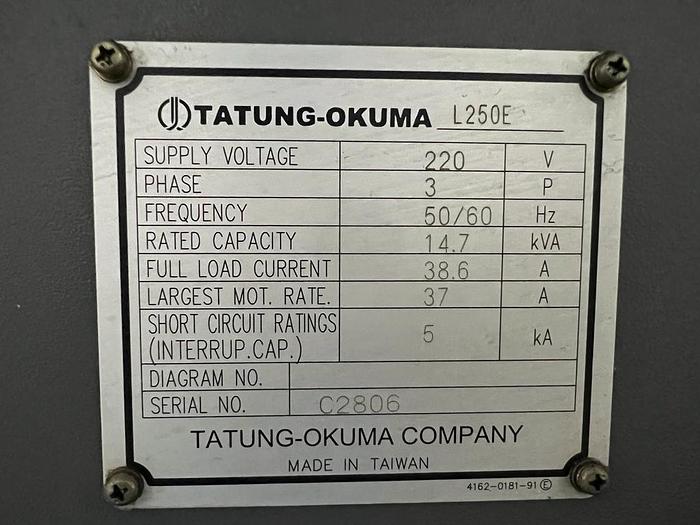 TATUNG-OKUMA L250E
SUPPLY VOLTAGE 220 V
PHASE 3 P
FREQUENCY 50/60 Hz
RATED CAPACITY 14.7 kVA
FULL LOAD CURRENT 38.6 A
LARGEST MOT. RATE. 37 A
SHORT CIRCUIT RATINGS
(INTERRUP.CAP.) 5 kA
DIAGRAM NO.
SERIAL NO. C2806
TATUNG-OKUMA COMPANY
MADE IN TAIWAN
4162-0181-91 Ⓔ